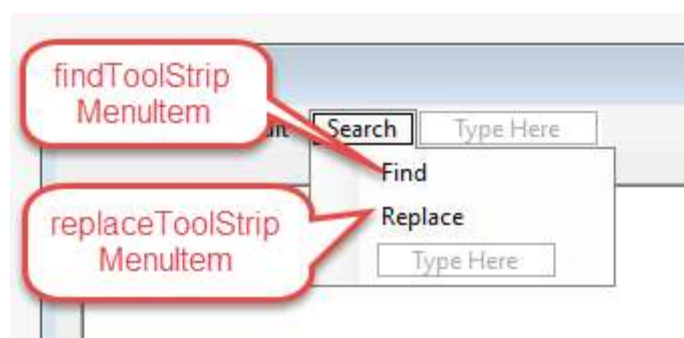 findToolStrip
MenuItem
Search Type Here
Find
Replace
Type Here
replaceToolStrip
MenuItem